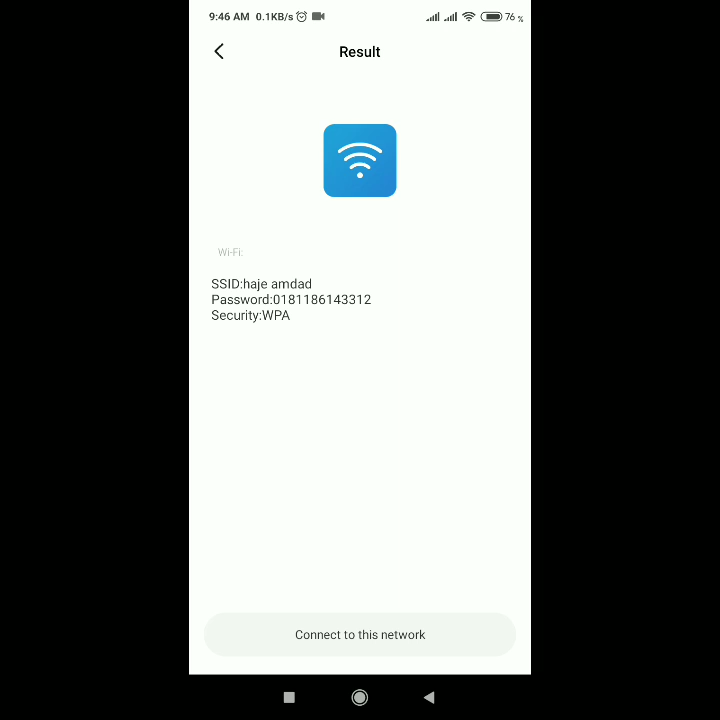 9:46 AM 0.1KB/s 76 %
Result
Wi-Fi:
SSID:haje amdad
Password:0181186143312
Security:WPA
Connect to this network